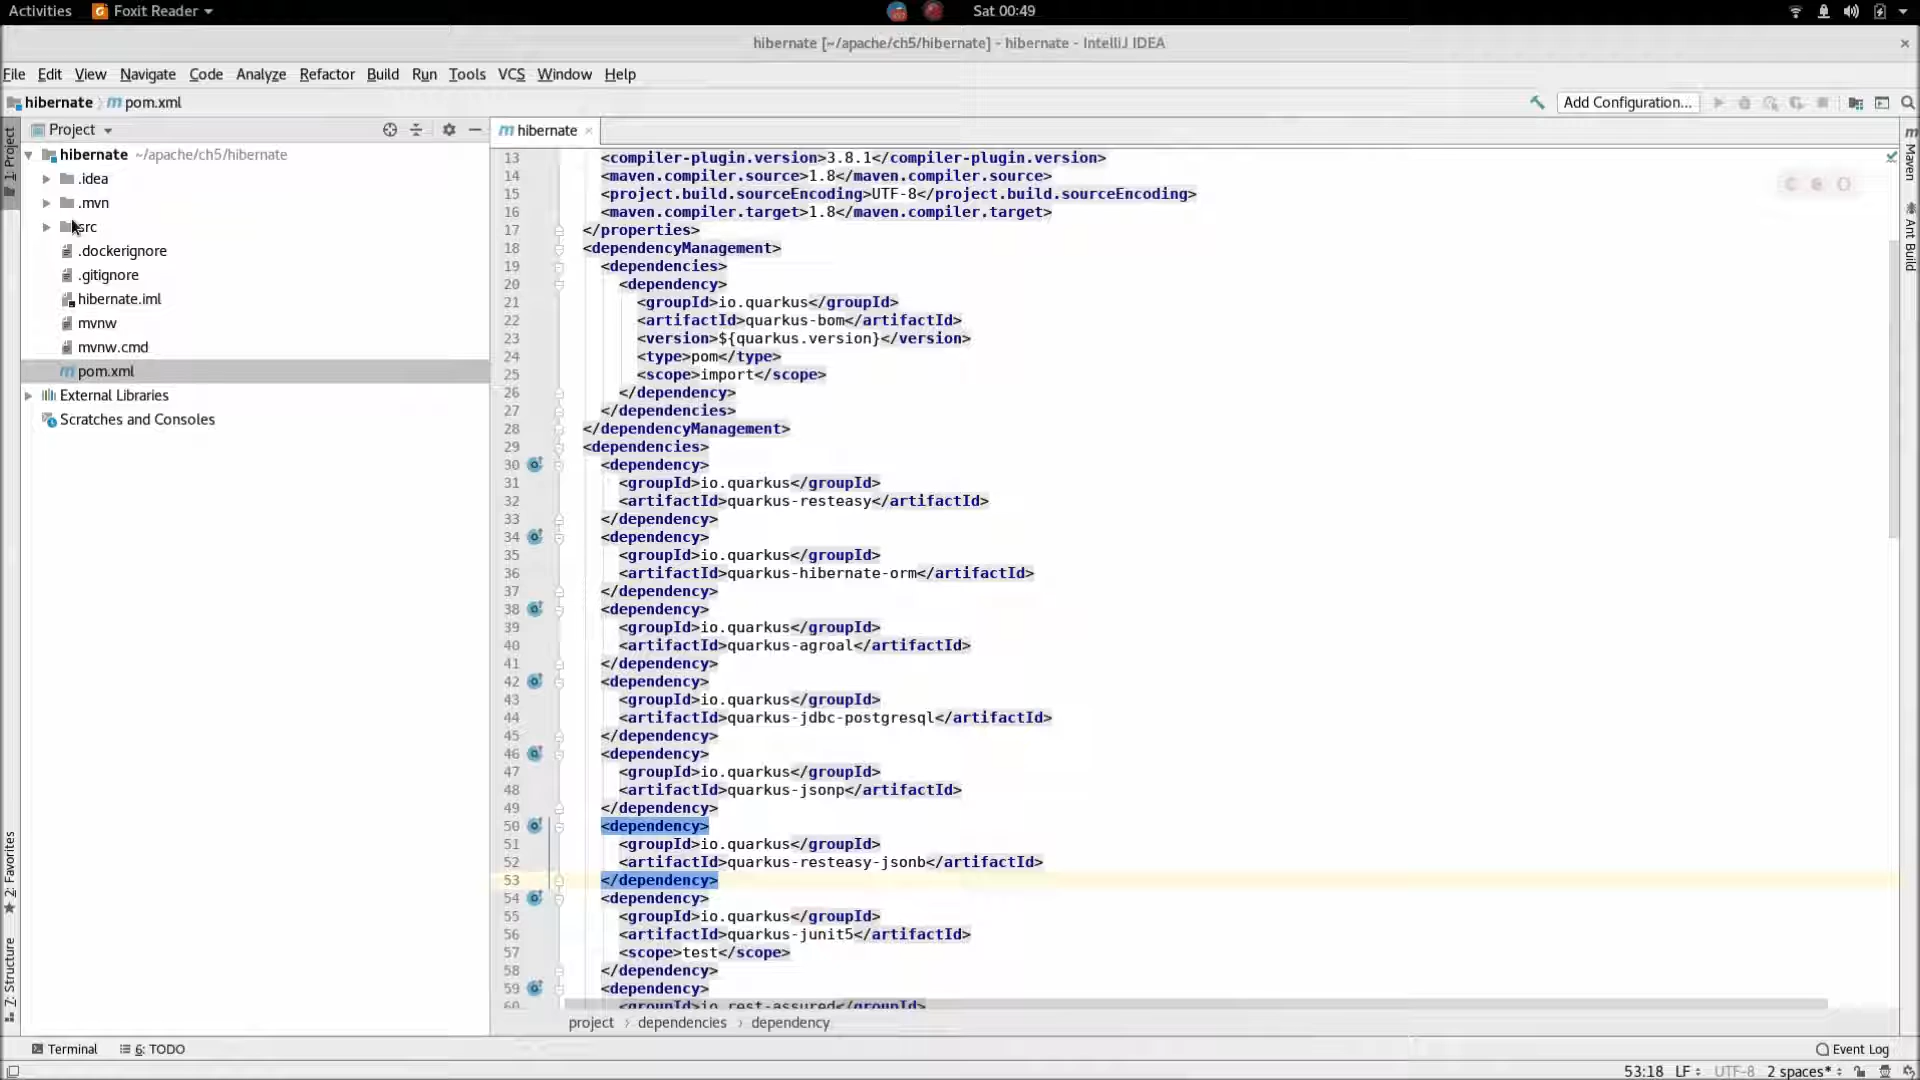 Activities Foxit Reader Sat 00:49
hibernate [~/apache/ch5/hibernate] - hibernate - IntelliJ IDEA
File Edit View Navigate Code Analyze Refactor Build Run Tools VCS Window Help
hibernate pom.xml Add Configuration...
Project
hibernate ~/apache/ch5/hibernate
.idea
.mvn
src
.dockerignore
.gitignore
hibernate.iml
mvnw
mvnw.cmd
pom.xml
External Libraries
Scratches and Consoles
1: Project
2: Favorites
Z: Structure
hibernate
13 <compiler-plugin.version>3.8.1</compiler-plugin.version>
14 <maven.compiler.source>1.8</maven.compiler.source>
15 <project.build.sourceEncoding>UTF-8</project.build.sourceEncoding>
16 <maven.compiler.target>1.8</maven.compiler.target>
17 </properties>
18 <dependencyManagement>
19 <dependencies>
20 <dependency>
21 <groupId>io.quarkus</groupId>
22 <artifactId>quarkus-bom</artifactId>
23 <version>${quarkus.version}</version>
24 <type>pom</type>
25 <scope>import</scope>
26 </dependency>
27 </dependencies>
28 </dependencyManagement>
29 <dependencies>
30 <dependency>
31 <groupId>io.quarkus</groupId>
32 <artifactId>quarkus-resteasy</artifactId>
33 </dependency>
34 <dependency>
35 <groupId>io.quarkus</groupId>
36 <artifactId>quarkus-hibernate-orm</artifactId>
37 </dependency>
38 <dependency>
39 <groupId>io.quarkus</groupId>
40 <artifactId>quarkus-agroal</artifactId>
41 </dependency>
42 <dependency>
43 <groupId>io.quarkus</groupId>
44 <artifactId>quarkus-jdbc-postgresql</artifactId>
45 </dependency>
46 <dependency>
47 <groupId>io.quarkus</groupId>
48 <artifactId>quarkus-jsonp</artifactId>
49 </dependency>
50 <dependency>
51 <groupId>io.quarkus</groupId>
52 <artifactId>quarkus-resteasy-jsonb</artifactId>
53 </dependency>
54 <dependency>
55 <groupId>io.quarkus</groupId>
56 <artifactId>quarkus-junit5</artifactId>
57 <scope>test</scope>
58 </dependency>
59 <dependency>
60 <groupId>io.rest-assured</groupId>
project › dependencies › dependency
Maven
Ant Build
Terminal 6: TODO Event Log
53:18 LF UTF-8 2 spaces*